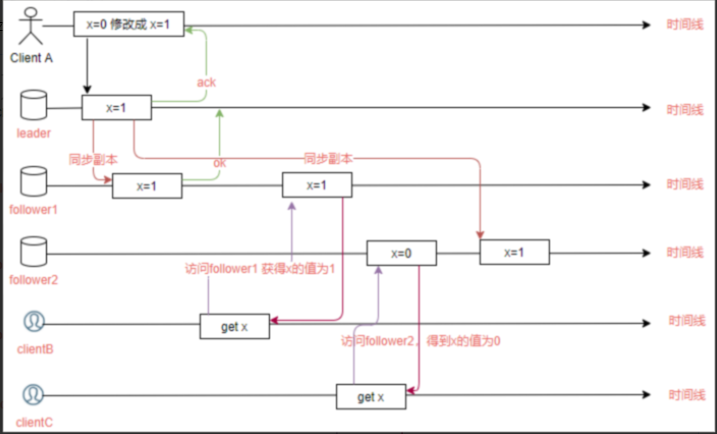 x=0 修改成 x=1
时间线
Client A
ack
x=1
时间线
leader
同步副本
ok
同步副本
x=1
x=1
时间线
follower1
x=0
x=1
时间线
访问follower1 获得x的值为1
follower2
get x
时间线
clientB
访问follower2，得到x的值为0
get x
时间线
clientC